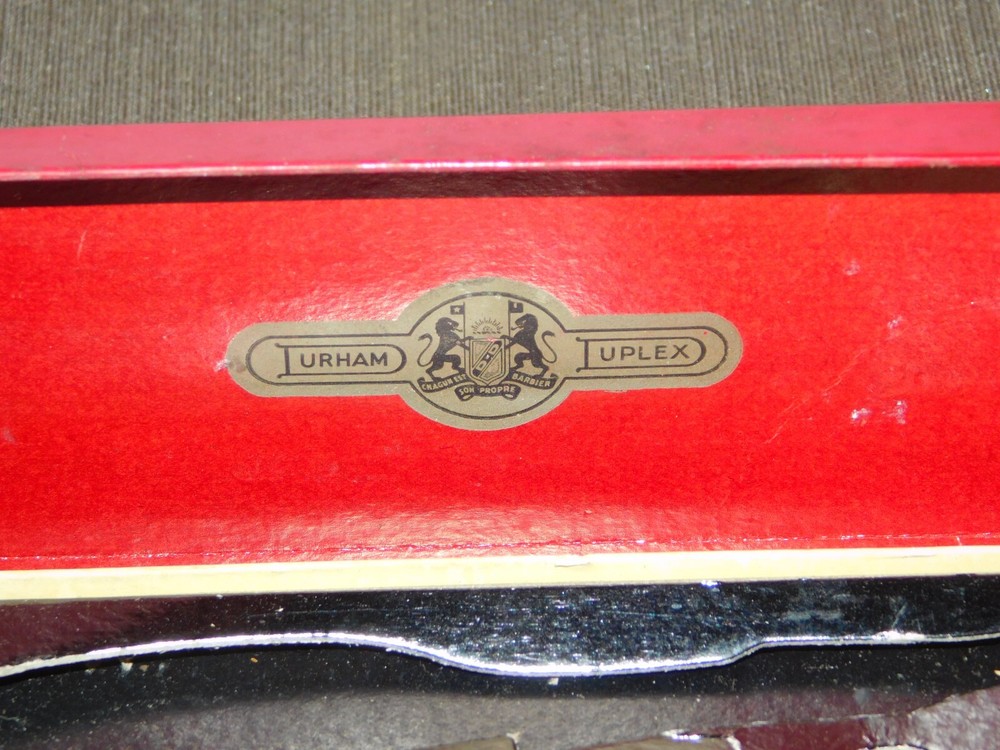 DURHAM
DUPLEX
CHACUN EST
SON PROPRE
BARBIER